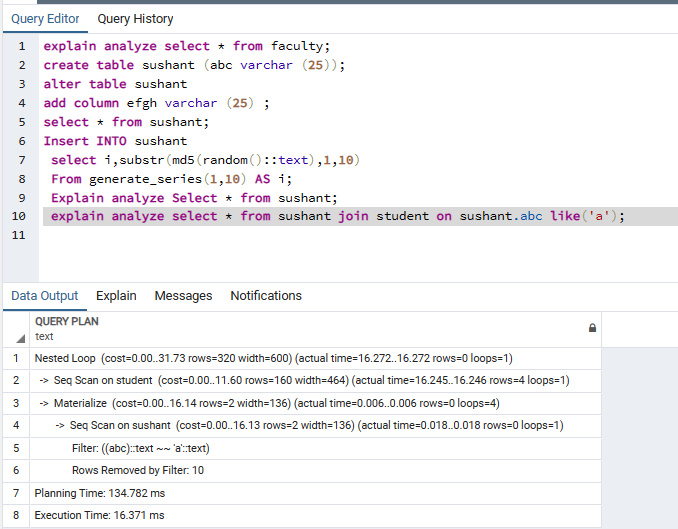 Query Editor Query History
1 explain analyze select * from faculty;
2 create table sushant (abc varchar (25));
3 alter table sushant
4 add column efgh varchar (25) ;
5 select * from sushant;
6 Insert INTO sushant
7 select i,substr(md5(random()::text),1,10)
8 From generate_series(1,10) AS i;
9 Explain analyze Select * from sushant;
10 explain analyze select * from sushant join student on sushant.abc like('a');
11
Data Output Explain Messages Notifications
QUERY PLAN
text
1 Nested Loop (cost=0.00..31.73 rows=320 width=600) (actual time=16.272..16.272 rows=0 loops=1)
2 -> Seq Scan on student (cost=0.00..11.60 rows=160 width=464) (actual time=16.245..16.246 rows=4 loops=1)
3 -> Materialize (cost=0.00..16.14 rows=2 width=136) (actual time=0.006..0.006 rows=0 loops=4)
4 -> Seq Scan on sushant (cost=0.00..16.13 rows=2 width=136) (actual time=0.018..0.018 rows=0 loops=1)
5 Filter: ((abc)::text ~~ 'a'::text)
6 Rows Removed by Filter: 10
7 Planning Time: 134.782 ms
8 Execution Time: 16.371 ms